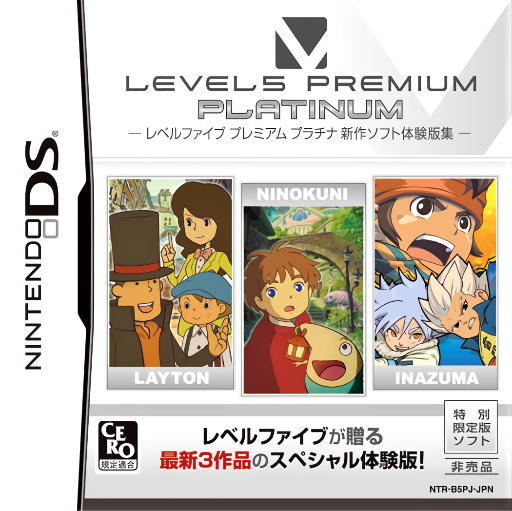 LEVEL5 PREMIUM
PLATINUM
― レベルファイブ プレミアム プラチナ 新作ソフト体験版集 ―
NINTENDO DS®
LAYTON
NINOKUNI
INAZUMA
CERO
規定適合
レベルファイブが贈る
最新3作品のスペシャル体験版!
特別
限定版
ソフト
非売品
NTR-B5PJ-JPN